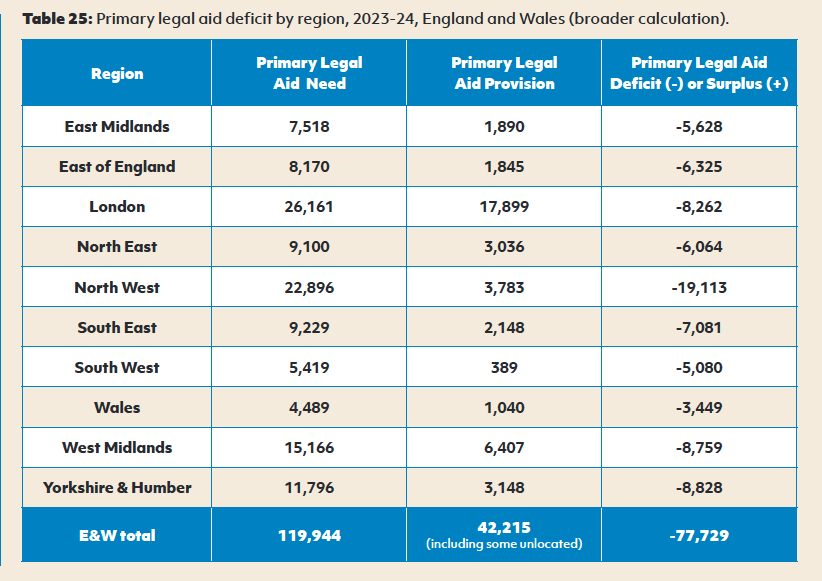 Table 25: Primary legal aid deficit by region, 2023-24, England and Wales (broader calculation).
Region | Primary Legal Aid Need | Primary Legal Aid Provision | Primary Legal Aid Deficit (-) or Surplus (+)
East Midlands | 7,518 | 1,890 | -5,628
East of England | 8,170 | 1,845 | -6,325
London | 26,161 | 17,899 | -8,262
North East | 9,100 | 3,036 | -6,064
North West | 22,896 | 3,783 | -19,113
South East | 9,229 | 2,148 | -7,081
South West | 5,419 | 389 | -5,080
Wales | 4,489 | 1,040 | -3,449
West Midlands | 15,166 | 6,407 | -8,759
Yorkshire & Humber | 11,796 | 3,148 | -8,828
E&W total | 119,944 | 42,215 (including some unlocated) | -77,729